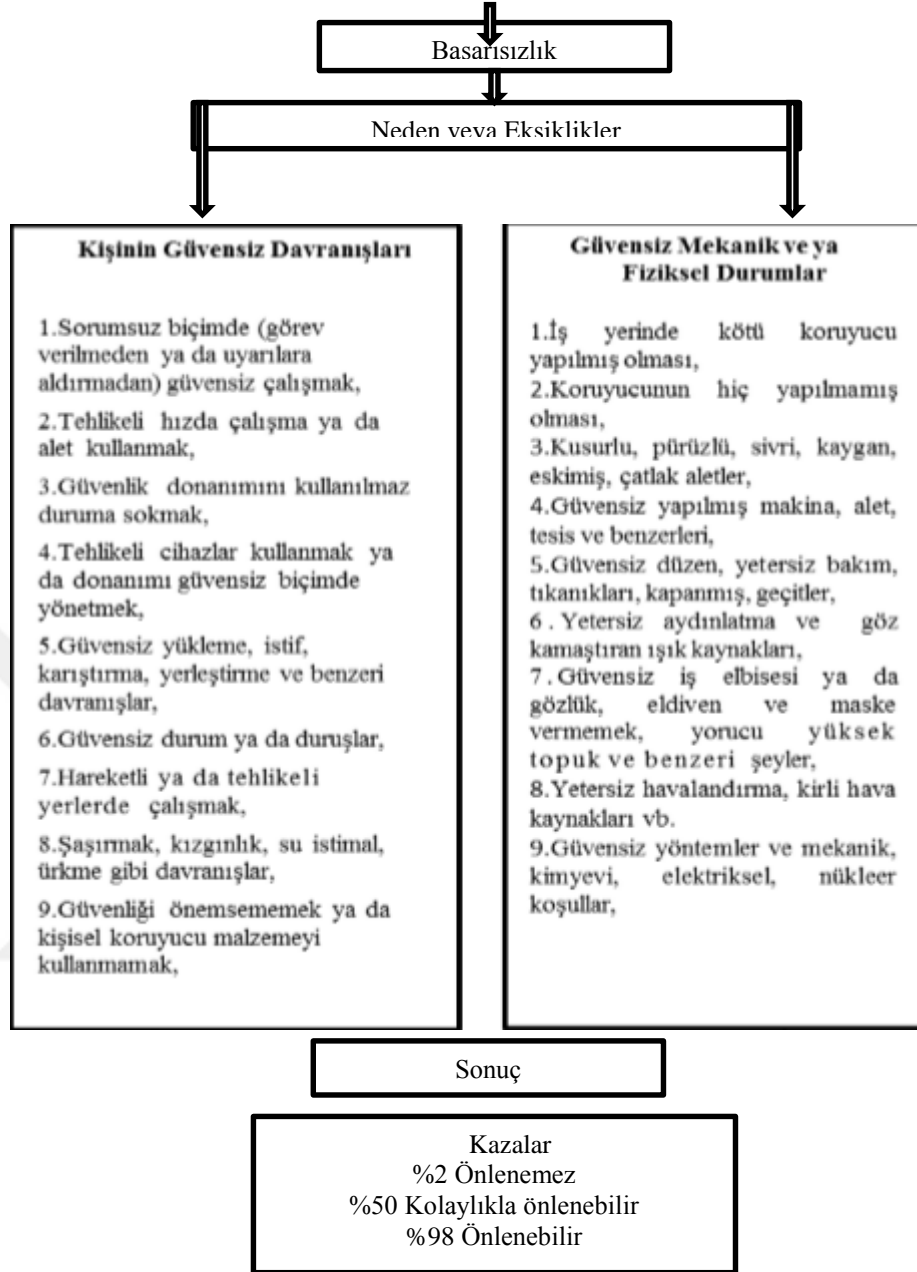 Basarısızlık
Neden veya Eksiklikler
Kişinin Güvensiz Davranışları
1.Sorumsuz biçimde (görev
verilmeden ya da uyarılara
aldırmadan) güvensiz çalışmak,
2.Tehlikeli hızda çalışma ya da
alet kullanmak,
3.Güvenlik donanımını kullanılmaz
duruma sokmak,
4.Tehlikeli cihazlar kullanmak ya
da donanımı güvensiz biçimde
yönetmek,
5.Güvensiz yükleme, istif,
karıştırma, yerleştirme ve benzeri
davranışlar,
6.Güvensiz durum ya da duruşlar,
7.Hareketli ya da tehlikeli
yerlerde çalışmak,
8.Şaşırmak, kızgınlık, su istimal,
ürkme gibi davranışlar,
9.Güvenliği önemsememek ya da
kişisel koruyucu malzemeyi
kullanmamak,
Güvensiz Mekanik ve ya
Fiziksel Durumlar
1.İş yerinde kötü koruyucu
yapılmış olması,
2.Koruyucunun hiç yapılmamış
olması,
3.Kusurlu, pürüzlü, sivri, kaygan,
eskimiş, çatlak aletler,
4.Güvensiz yapılmış makina, alet,
tesis ve benzerleri,
5.Güvensiz düzen, yetersiz bakım,
tıkanıkları, kapanmış, geçitler,
6 . Yetersiz aydınlatma ve göz
kamaştıran ışık kaynakları,
7 . Güvensiz iş elbisesi ya da
gözlük, eldiven ve maske
vermemek, yorucu yüksek
topuk ve benzeri şeyler,
8.Yetersiz havalandırma, kirli hava
kaynakları vb.
9.Güvensiz yöntemler ve mekanik,
kimyevi, elektriksel, nükleer
koşullar,
Sonuç
Kazalar
%2 Önlenemez
%50 Kolaylıkla önlenebilir
%98 Önlenebilir